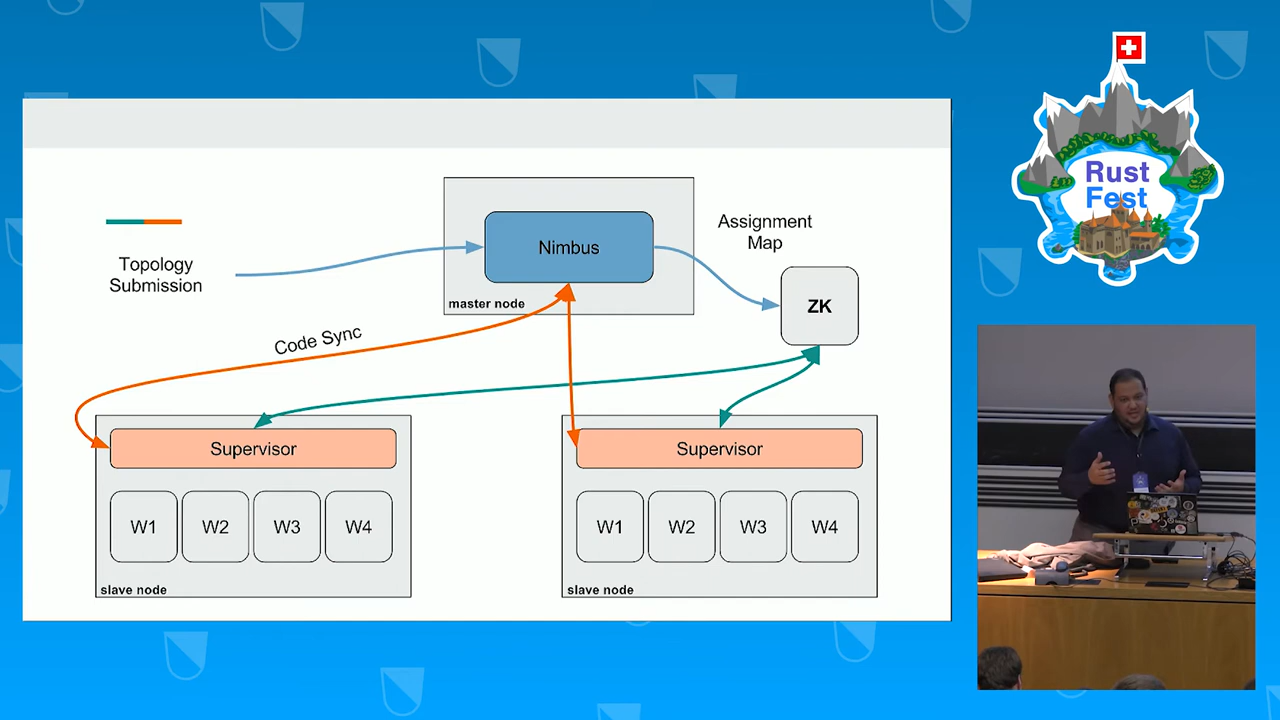 Rust
Fest
Topology
Submission
Nimbus
master node
Assignment
Map
ZK
Code Sync
Supervisor
W1
W2
W3
W4
slave node
Supervisor
W1
W2
W3
W4
slave node